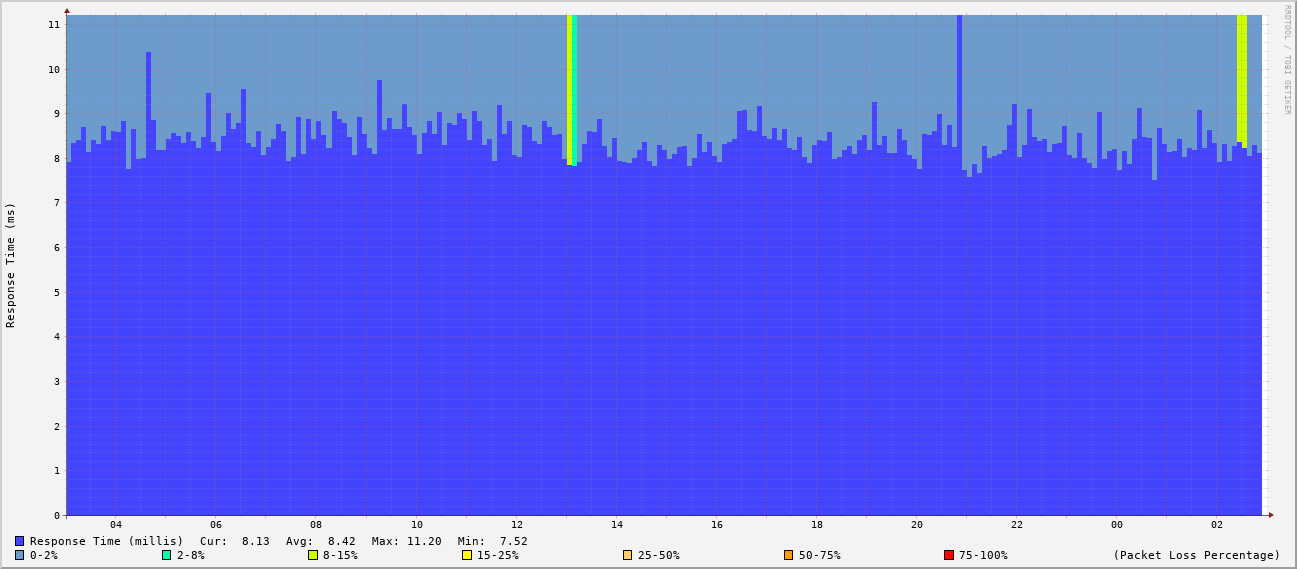 RRDTOOL / TOBI OETIKER
Response Time (ms)
11
10
9
8
7
6
5
4
3
2
1
0
04 06 08 10 12 14 16 18 20 22 00 02
Response Time (millis) Cur: 8.13 Avg: 8.42 Max: 11.20 Min: 7.52
0-2% 2-8% 8-15% 15-25% 25-50% 50-75% 75-100% (Packet Loss Percentage)